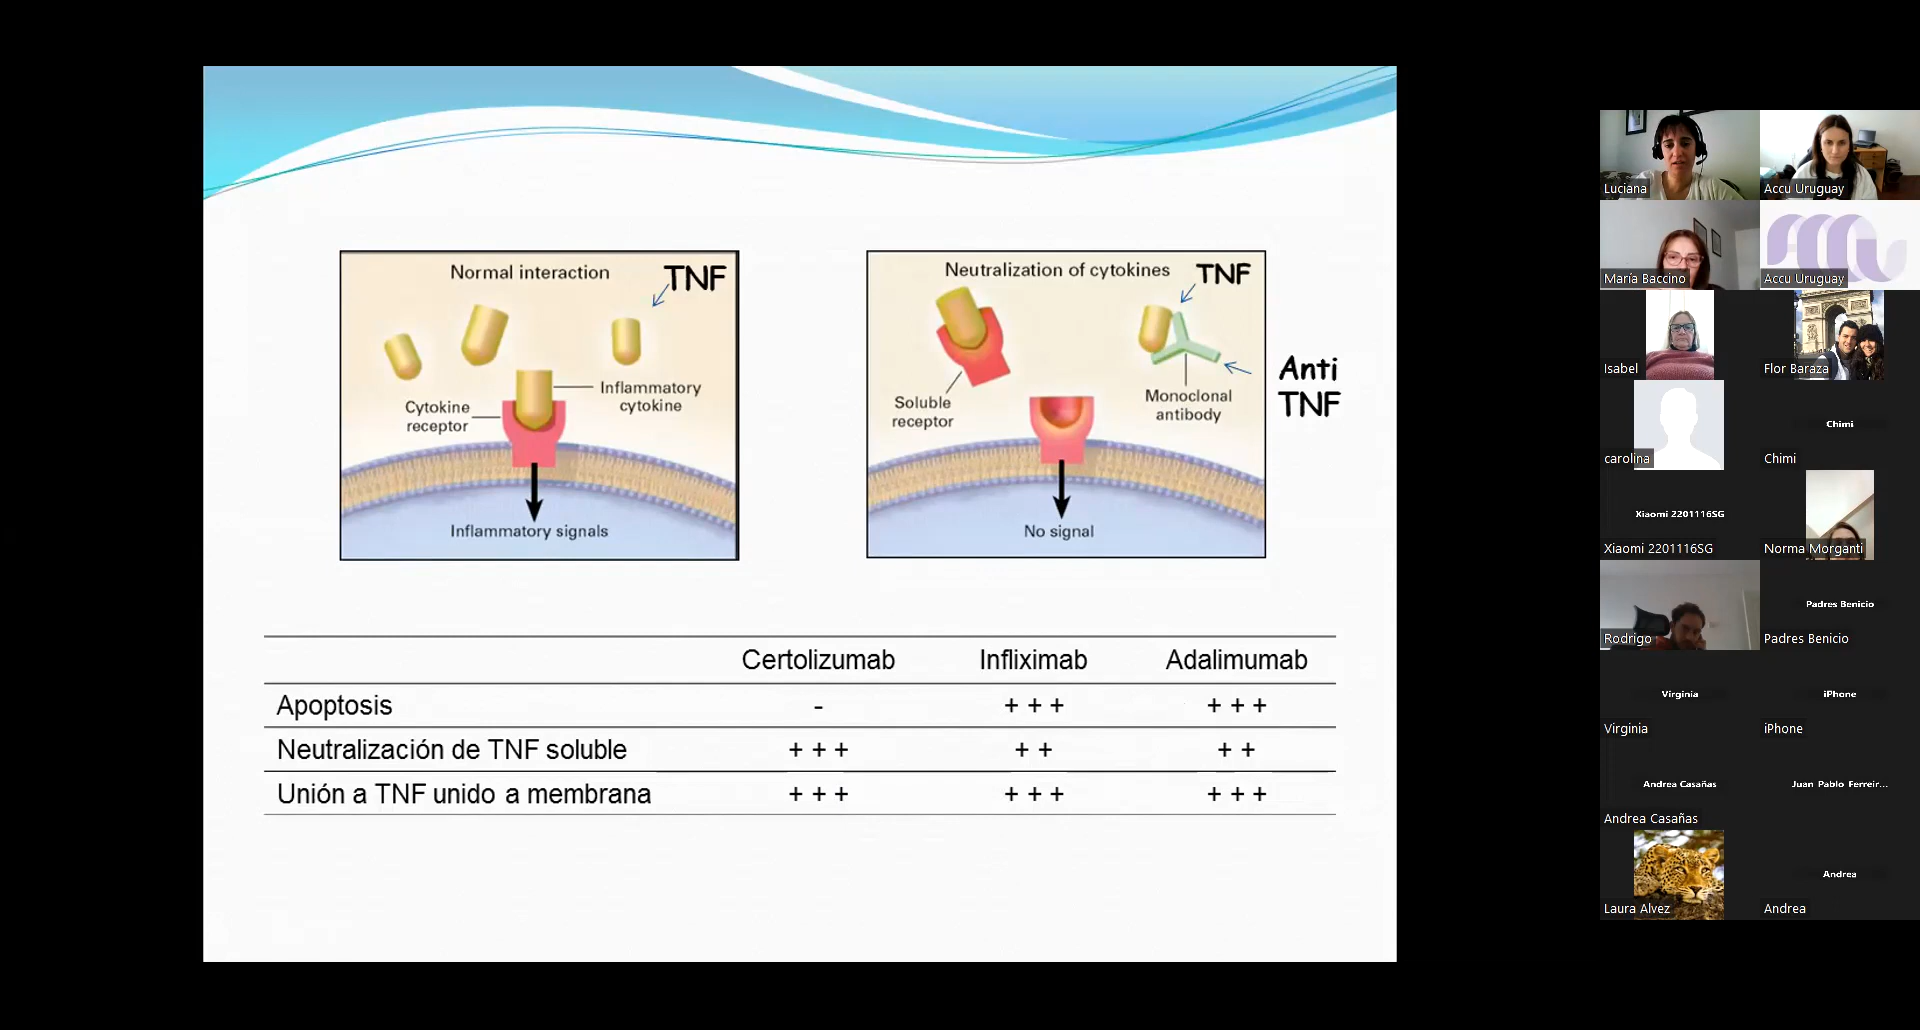 Normal interaction
TNF
Inflammatory
cytokine
Cytokine
receptor
Inflammatory signals
Neutralization of cytokines
TNF
Anti
TNF
Monoclonal
antibody
Soluble
receptor
No signal
Certolizumab Infliximab Adalimumab
Apoptosis - +++ +++
Neutralización de TNF soluble +++ ++ ++
Unión a TNF unido a membrana +++ +++ +++
Luciana
Accu Uruguay
María Baccino
Accu Uruguay
Isabel
Flor Baraza
carolina
Chimi
Chimi
Xiaomi 2201116SG
Xiaomi 2201116SG
Norma Morganti
Rodrigo
Padres Benicio
Padres Benicio
Virginia
Virginia
iPhone
iPhone
Andrea Casañas
Andrea Casañas
Juan Pablo Ferreir...
Laura Alvez
Andrea
Andrea